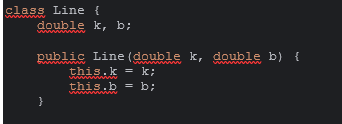 class Line {
    double k, b;

    public Line(double k, double b) {
        this.k = k;
        this.b = b;
    }